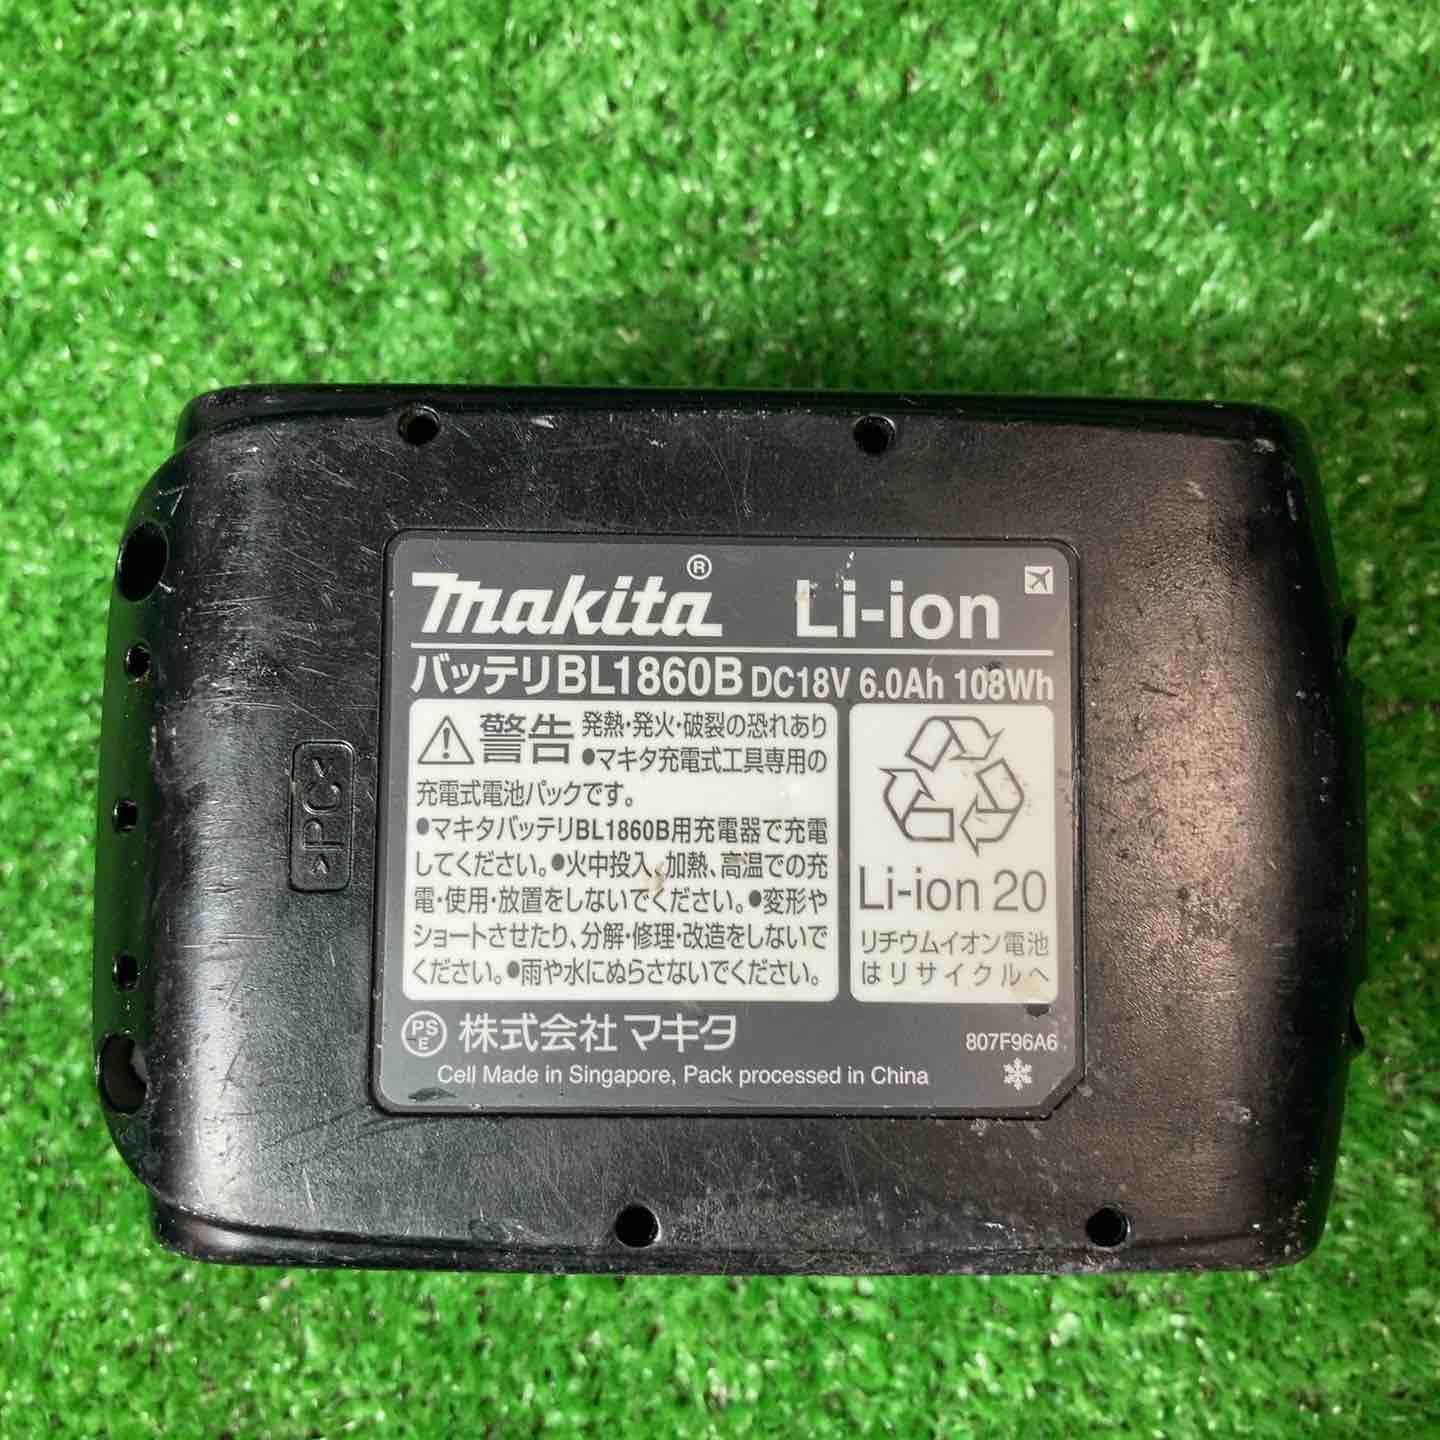 makita® Li-ion
バッテリBL1860B DC18V 6.0Ah 108Wh
警告 発熱・発火・破裂の恐れあり
●マキタ充電式工具専用の
充電式電池パックです。
●マキタバッテリBL1860B用充電器で充電
してください。●火中投入、加熱、高温での充
電・使用・放置をしないでください。●変形や
ショートさせたり、分解・修理・改造をしないで
ください。●雨や水にぬらさないでください。
Li-ion 20
リチウムイオン電池
はリサイクルへ
PSE 株式会社マキタ
807F96A6
Cell Made in Singapore, Pack processed in China
>PC<